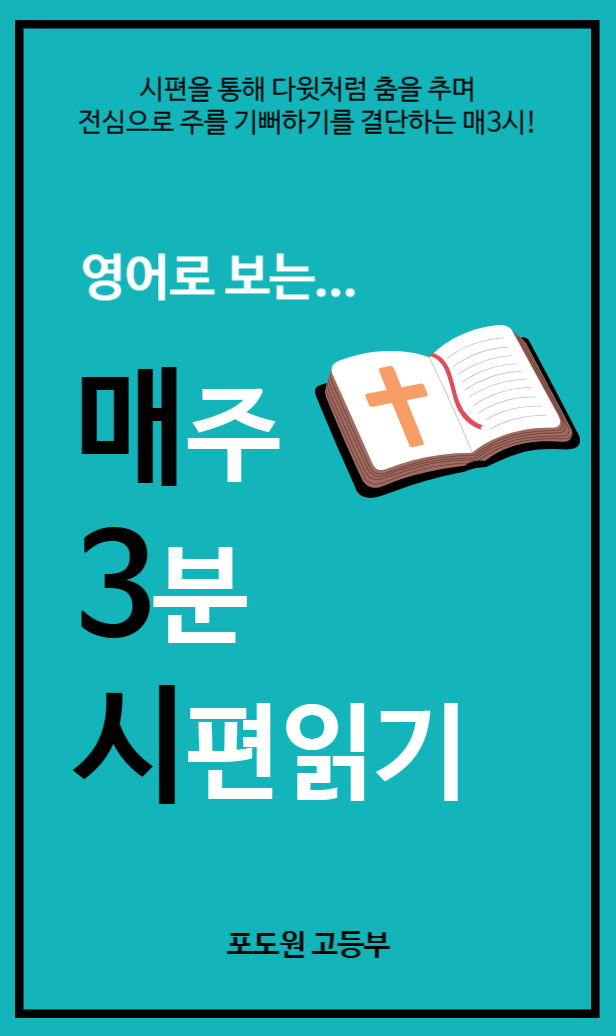 시편을 통해 다윗처럼 춤을 추며
전심으로 주를 기뻐하기를 결단하는 매3시!
영어로 보는...
매주
3분
시편읽기
포도원 고등부